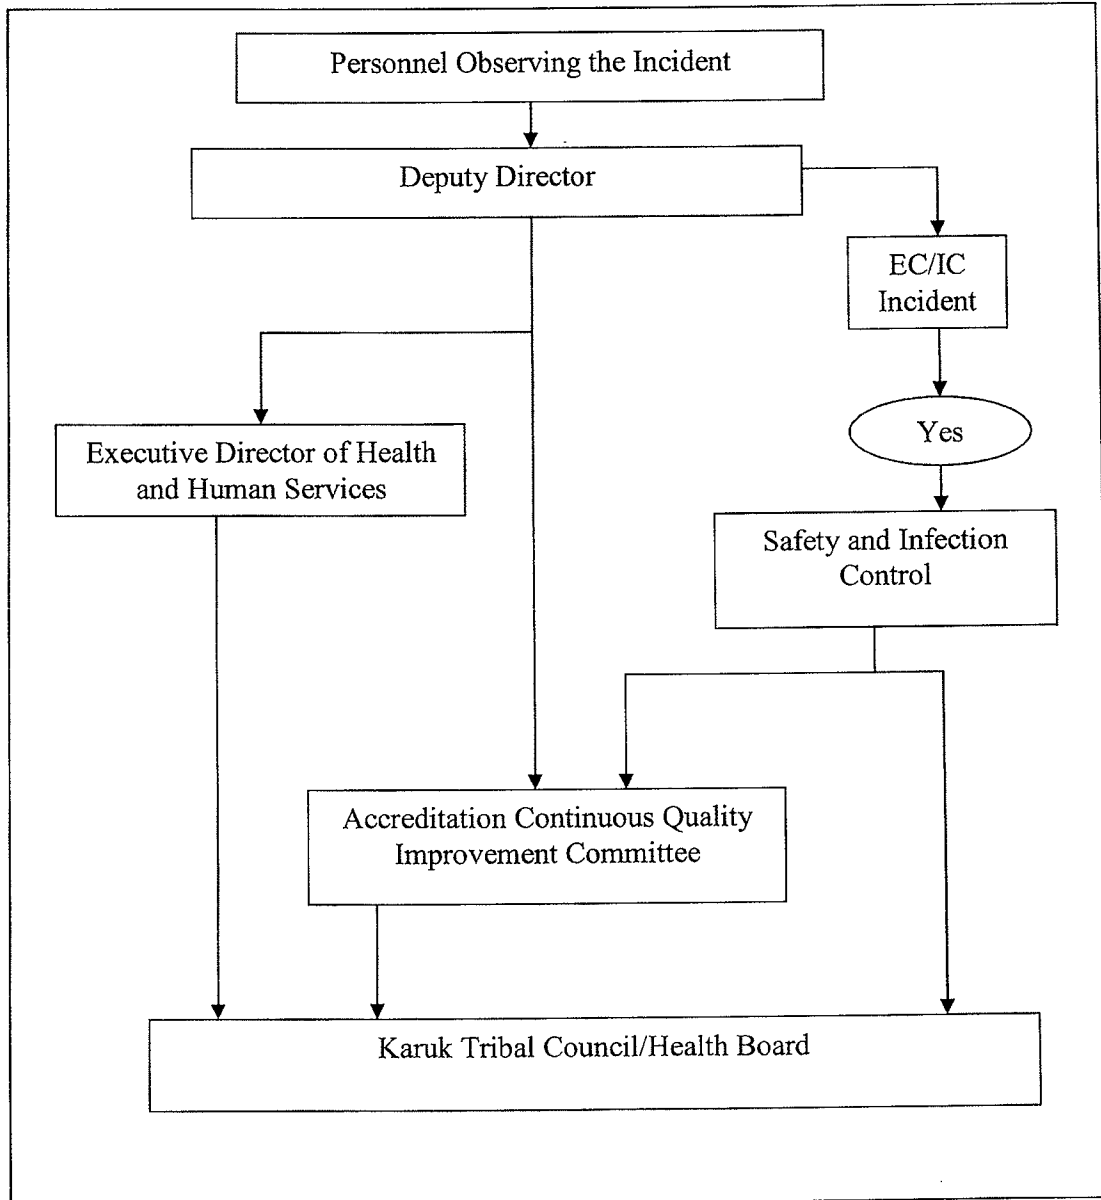 Personnel Observing the Incident
Deputy Director
EC/IC
Incident
Yes
Executive Director of Health
and Human Services
Safety and Infection
Control
Accreditation Continuous Quality
Improvement Committee
Karuk Tribal Council/Health Board